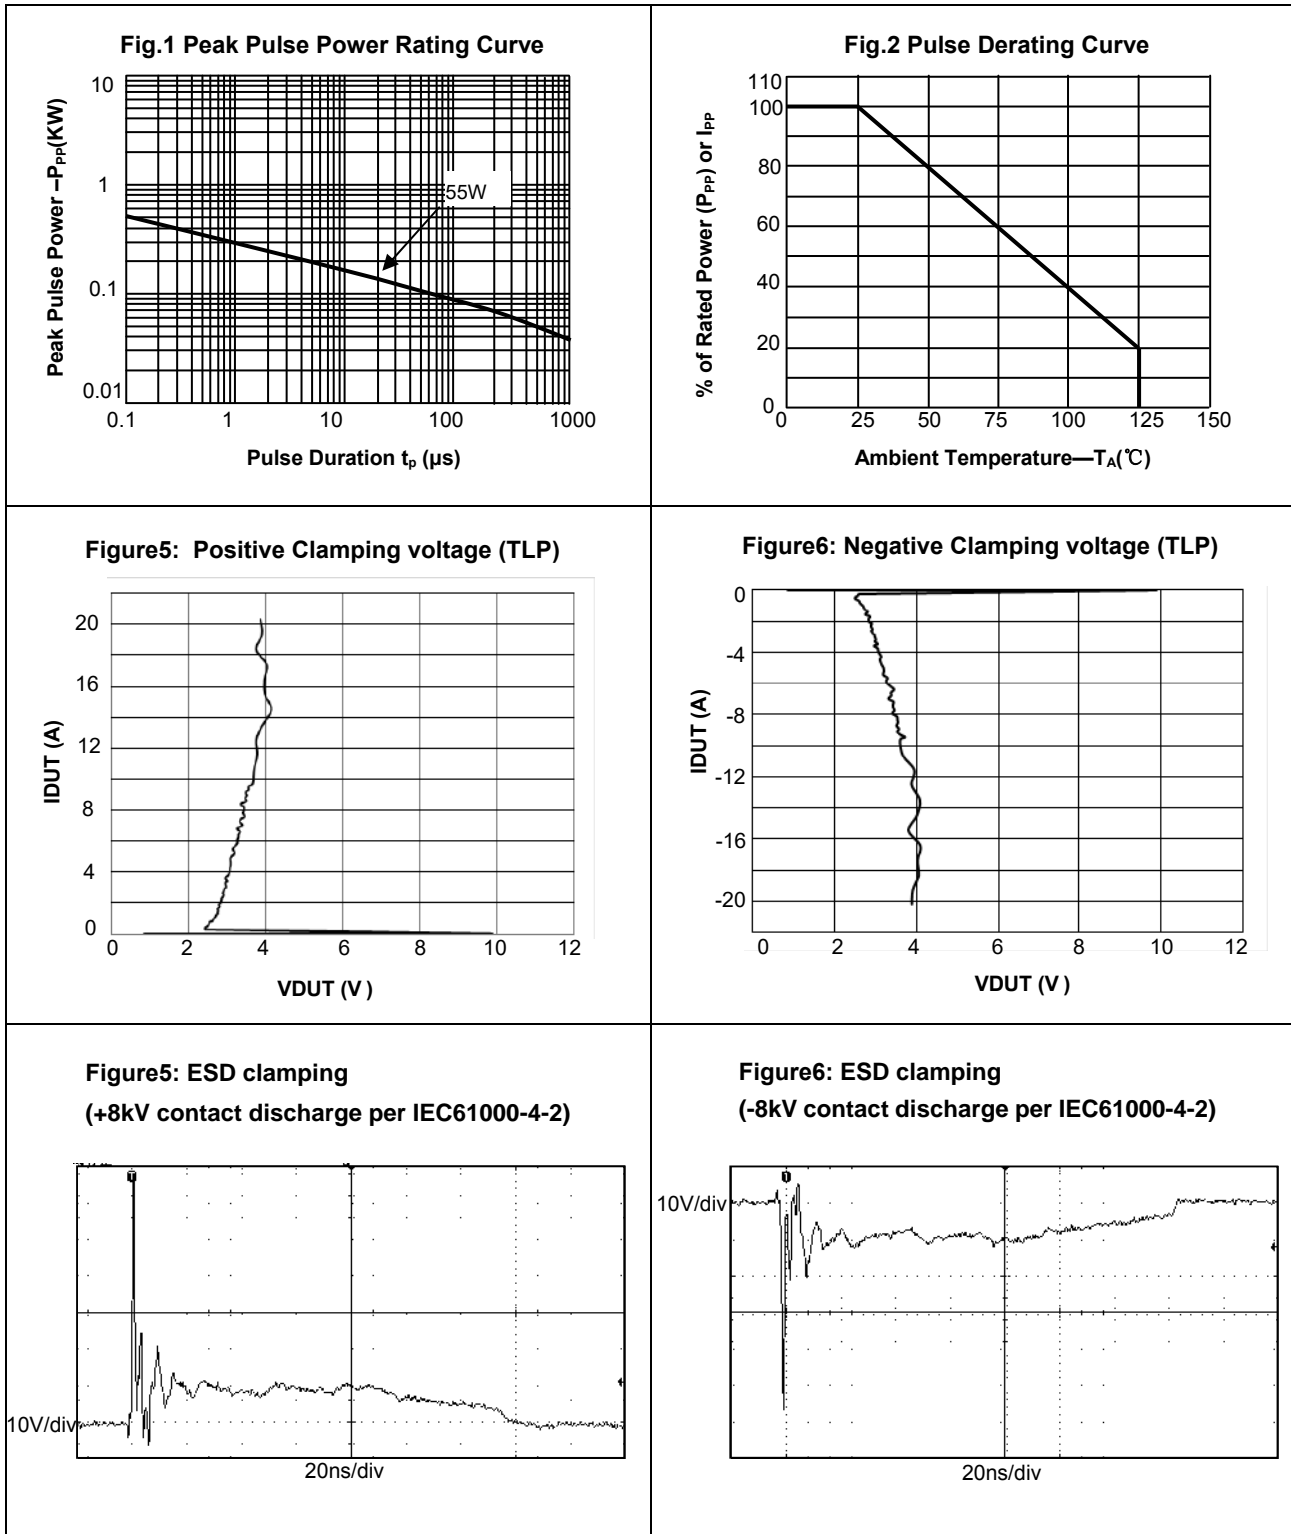 Fig.1 Peak Pulse Power Rating Curve
Peak Pulse Power –PPP(KW)
10
1
0.1
0.01
55W
0.1 1 10 100 1000
Pulse Duration tp (µs)
Fig.2 Pulse Derating Curve
% of Rated Power (PPP) or IPP
110
100
80
60
40
20
0
25 50 75 100 125 150
Ambient Temperature—TA(℃)
Figure5: Positive Clamping voltage (TLP)
IDUT (A)
20
16
12
8
4
0
0 2 4 6 8 10 12
VDUT (V )
Figure6: Negative Clamping voltage (TLP)
IDUT (A)
0
-4
-8
-12
-16
-20
0 2 4 6 8 10 12
VDUT (V )
Figure5: ESD clamping
(+8kV contact discharge per IEC61000-4-2)
10V/div
20ns/div
Figure6: ESD clamping
(-8kV contact discharge per IEC61000-4-2)
10V/div
20ns/div